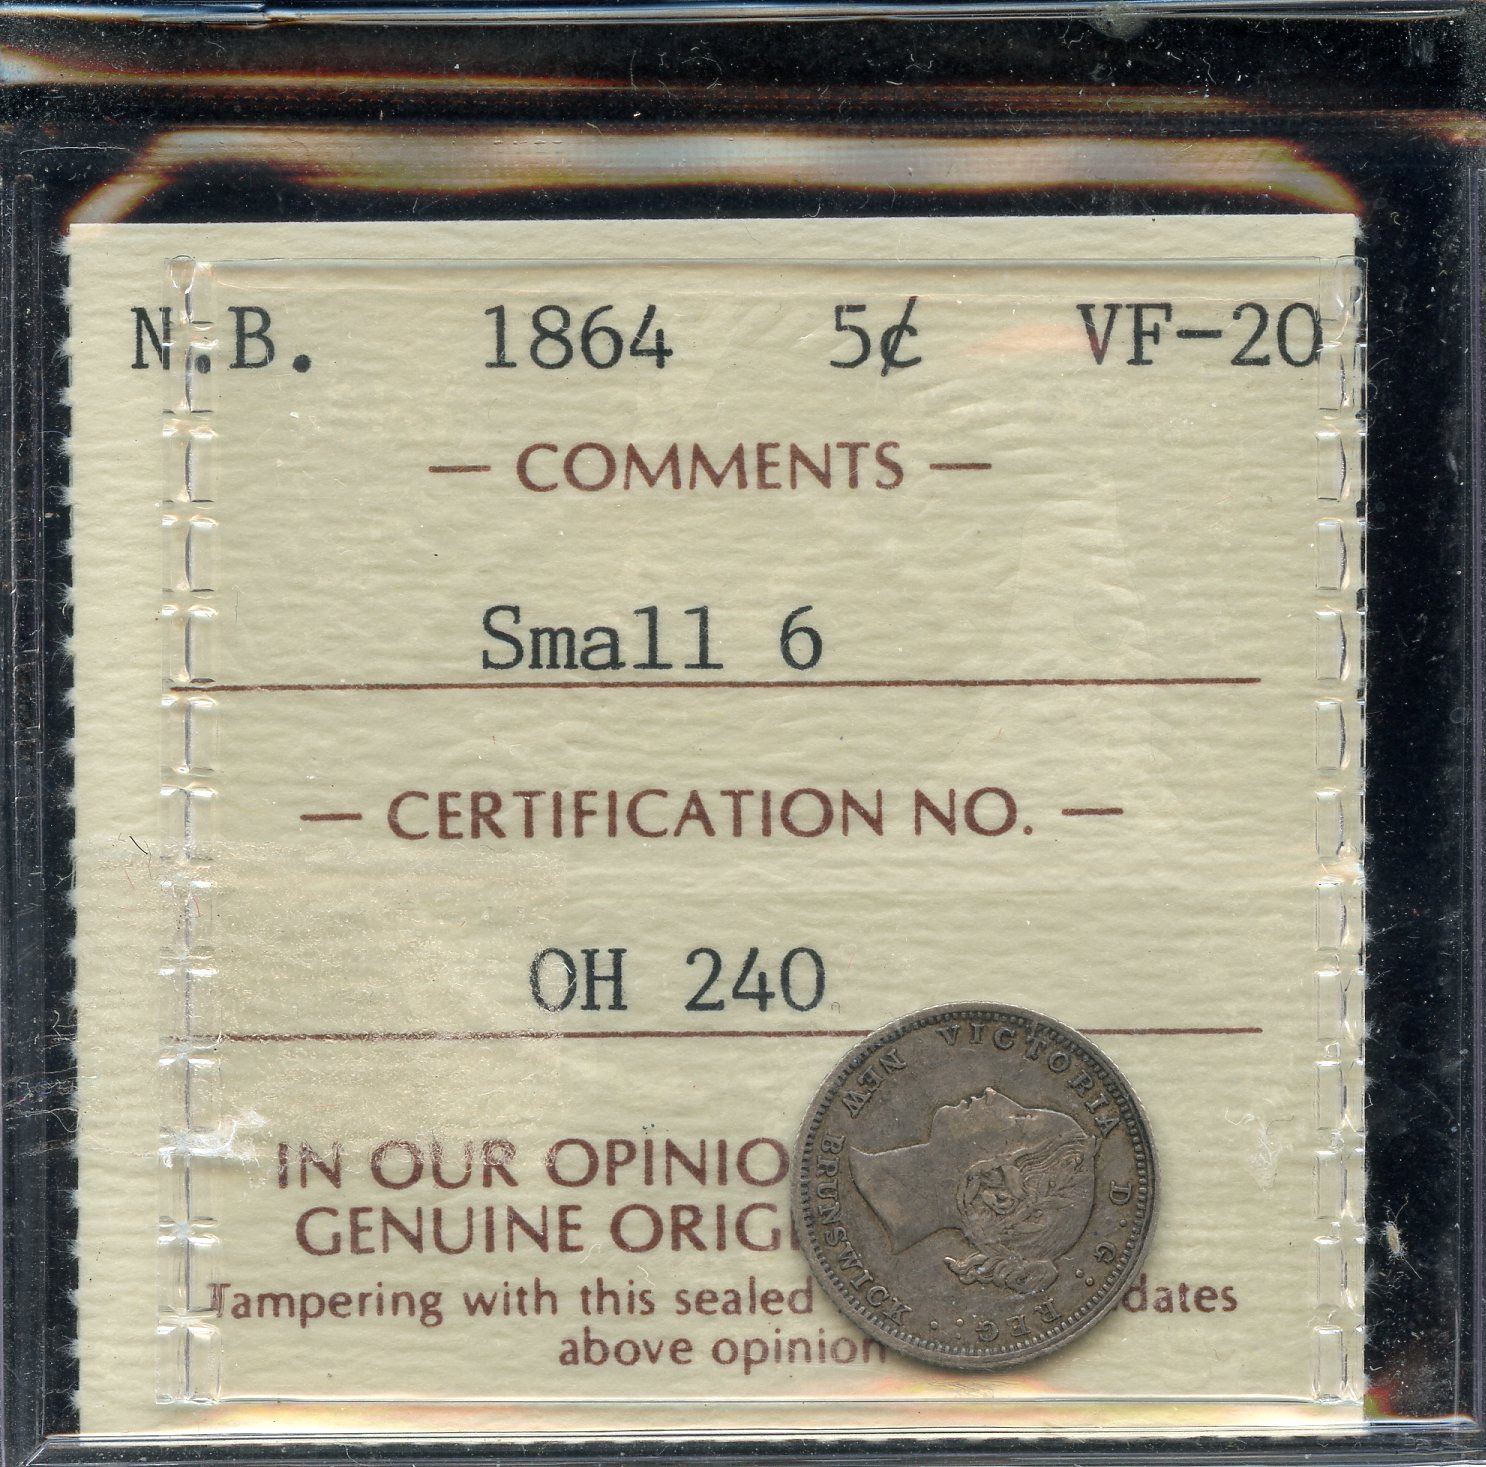 N.B. 1864 5¢ VF-20
— COMMENTS —
Small 6
— CERTIFICATION NO. —
OH 240
IN OUR OPINIO
GENUINE ORIG
Tampering with this sealed dates
above opinion
VICTORIA D·G·REG··
NEW BRUNSWICK